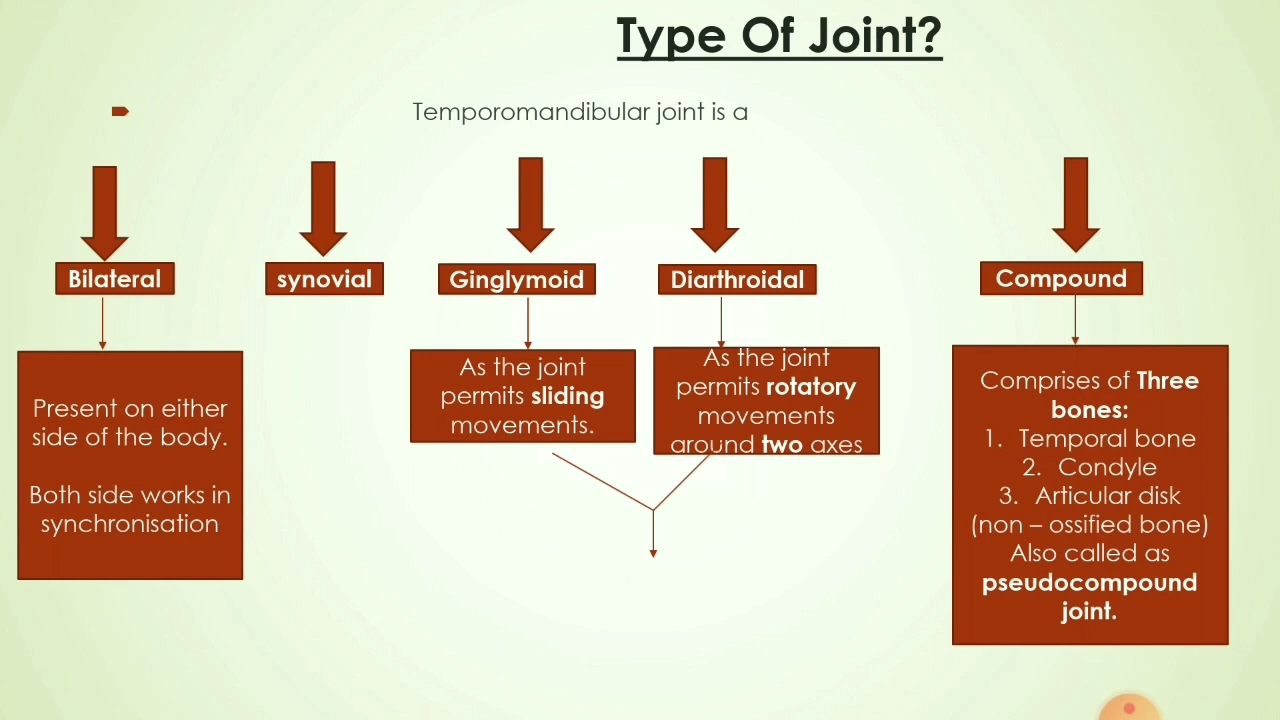 Type Of Joint?
Temporomandibular joint is a
Bilateral
synovial
Ginglymoid
Diarthroidal
Compound
Present on either
side of the body.
Both side works in
synchronisation
As the joint
permits sliding
movements.
As the joint
permits rotatory
movements
around two axes
Comprises of Three
bones:
1. Temporal bone
2. Condyle
3. Articular disk
(non – ossified bone)
Also called as
pseudocompound
joint.